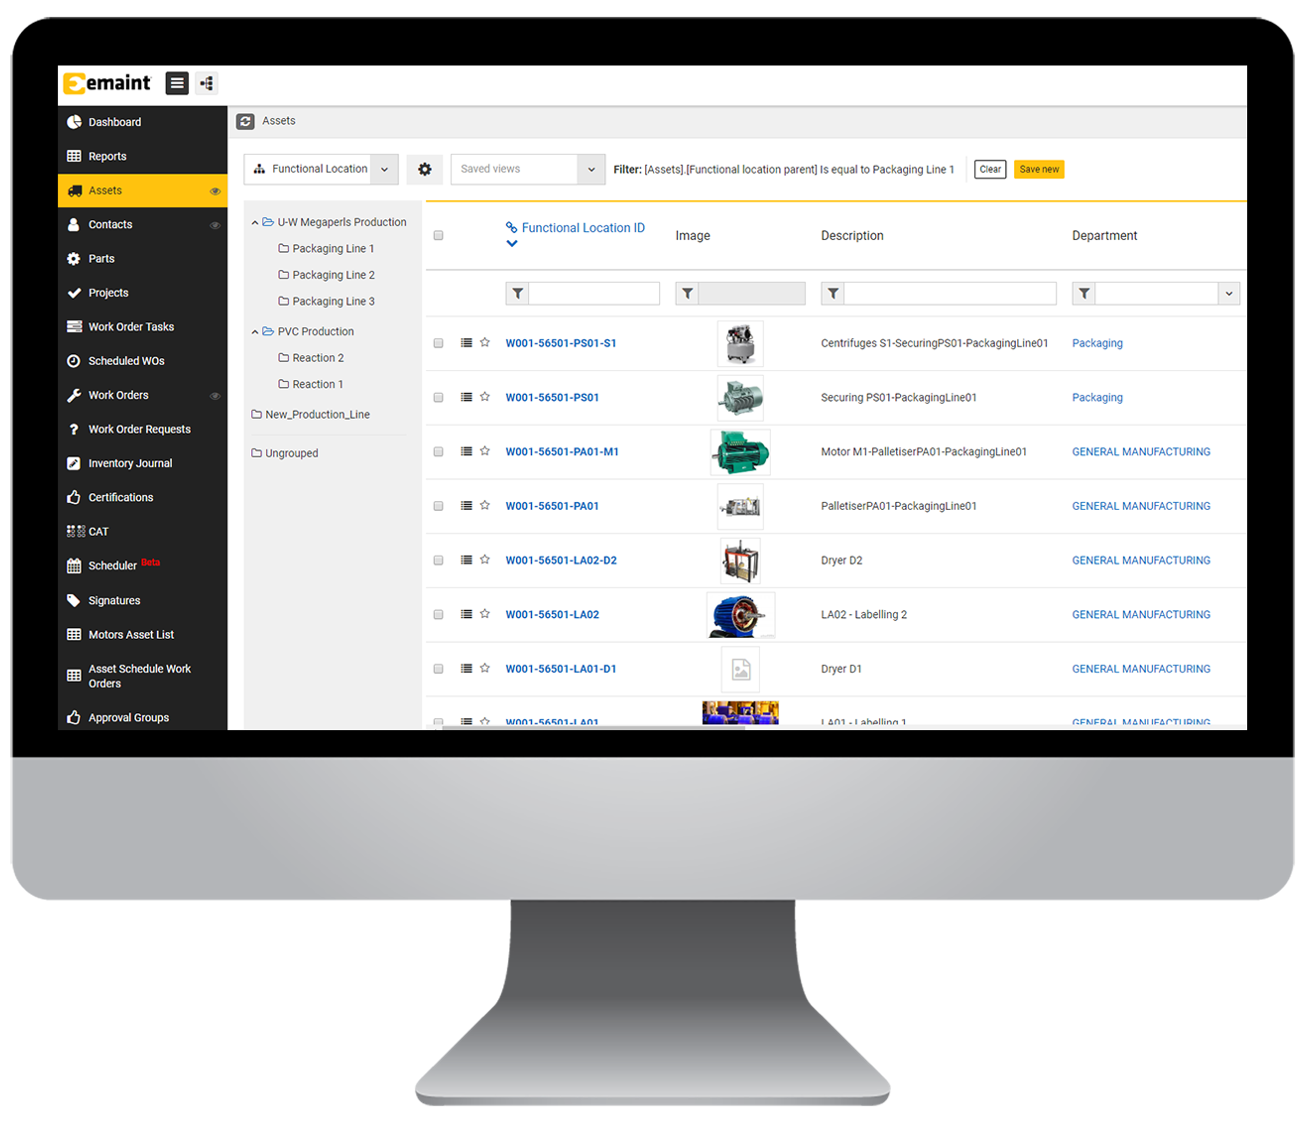 emaint
Dashboard
Reports
Assets
Contacts
Parts
Projects
Work Order Tasks
Scheduled WOs
Work Orders
Work Order Requests
Inventory Journal
Certifications
CAT
Scheduler Beta
Signatures
Motors Asset List
Asset Schedule Work
Orders
Approval Groups
Assets
Functional Location
Saved views
Filter: [Assets].[Functional location parent] Is equal to Packaging Line 1
Clear
Save new
U-W Megaperls Production
Packaging Line 1
Packaging Line 2
Packaging Line 3
PVC Production
Reaction 2
Reaction 1
New_Production_Line
Ungrouped
Functional Location ID Image Description Department
W001-56501-PS01-S1 Centrifuges S1-SecuringPS01-PackagingLine01 Packaging
W001-56501-PS01 Securing PS01-PackagingLine01 Packaging
W001-56501-PA01-M1 Motor M1-PalletiserPA01-PackagingLine01 GENERAL MANUFACTURING
W001-56501-PA01 PalletiserPA01-PackagingLine01 GENERAL MANUFACTURING
W001-56501-LA02-D2 Dryer D2 GENERAL MANUFACTURING
W001-56501-LA02 LA02 - Labelling 2 GENERAL MANUFACTURING
W001-56501-LA01-D1 Dryer D1 GENERAL MANUFACTURING
W001-56501-LA01 LA01 - Labelling 1 GENERAL MANUFACTURING